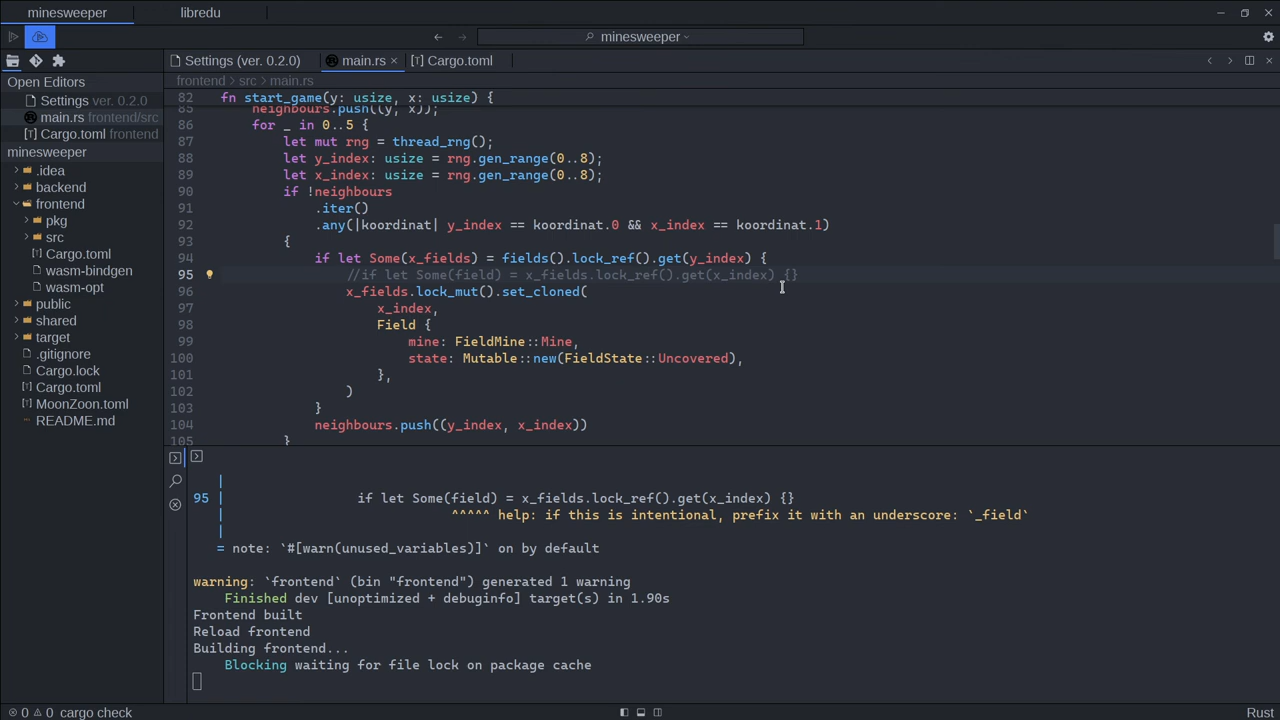 minesweeper
libredu
minesweeper
Settings (ver. 0.2.0)
main.rs
Cargo.toml
Open Editors
frontend src main.rs
Settings ver. 0.2.0
main.rs frontend/src
Cargo.toml frontend
minesweeper
.idea
backend
frontend
pkg
src
Cargo.toml
wasm-bindgen
wasm-opt
public
shared
target
.gitignore
Cargo.lock
Cargo.toml
MoonZoon.toml
README.md
82 fn start_game(y: usize, x: usize) {
85 neighbours.push((y, x));
86 for _ in 0..5 {
87 let mut rng = thread_rng();
88 let y_index: usize = rng.gen_range(0..8);
89 let x_index: usize = rng.gen_range(0..8);
90 if !neighbours
91 .iter()
92 .any(|koordinat| y_index == koordinat.0 && x_index == koordinat.1)
93 {
94 if let Some(x_fields) = fields().lock_ref().get(y_index) {
95 //if let Some(field) = x_fields.lock_ref().get(x_index) {}
96 x_fields.lock_mut().set_cloned(
97 x_index,
98 Field {
99 mine: FieldMine::Mine,
100 state: Mutable::new(FieldState::Uncovered),
101 },
102 )
103 }
104 neighbours.push((y_index, x_index))
105 }
|
95 | if let Some(field) = x_fields.lock_ref().get(x_index) {}
| ^^^^^ help: if this is intentional, prefix it with an underscore: `_field`
|
= note: `#[warn(unused_variables)]` on by default
warning: `frontend` (bin "frontend") generated 1 warning
Finished dev [unoptimized + debuginfo] target(s) in 1.90s
Frontend built
Reload frontend
Building frontend...
Blocking waiting for file lock on package cache
0 0 cargo check
Rust